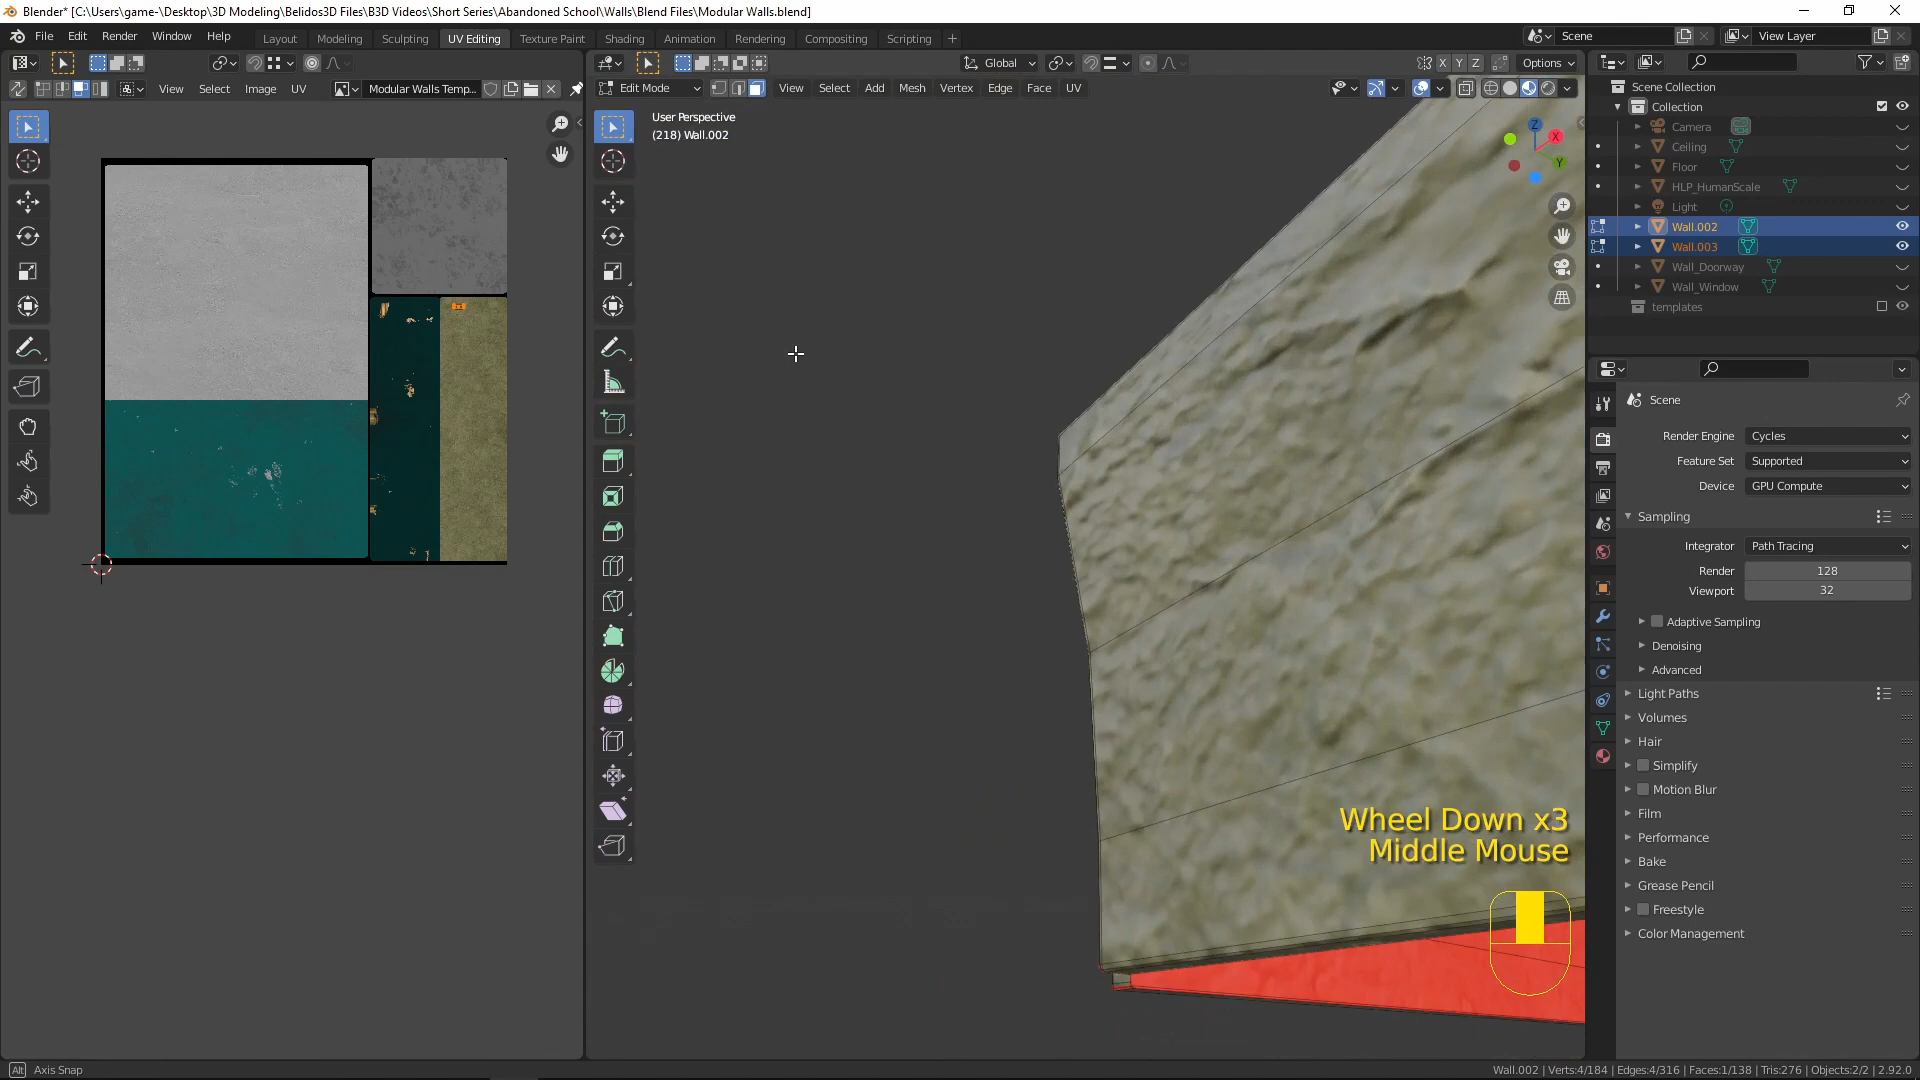 Blender* [C:\Users\game-\Desktop\3D Modeling\Belidos3D Files\B3D Videos\Short Series\Abandoned School\Walls\Blend Files\Modular Walls.blend]
File Edit Render Window Help
Layout Modeling Sculpting UV Editing Texture Paint Shading Animation Rendering Compositing Scripting +
Scene
View Layer
Global
X Y Z
Options
View Select Image UV
Modular Walls Temp...
Edit Mode
View Select Add Mesh Vertex Edge Face UV
User Perspective
(218) Wall.002
Z
X
Y
Scene Collection
Collection
Camera
Ceiling
Floor
HLP_HumanScale
Light
Wall.002
Wall.003
Wall_Doorway
Wall_Window
templates
Scene
Render Engine Cycles
Feature Set Supported
Device GPU Compute
Sampling
Integrator Path Tracing
Render 128
Viewport 32
Adaptive Sampling
Denoising
Advanced
Light Paths
Volumes
Hair
Simplify
Motion Blur
Film
Performance
Bake
Grease Pencil
Freestyle
Color Management
Wheel Down x3
Middle Mouse
Alt Axis Snap
Wall.002 | Verts:4/184 | Edges:4/316 | Faces:1/138 | Tris:276 | Objects:2/2 | 2.92.0